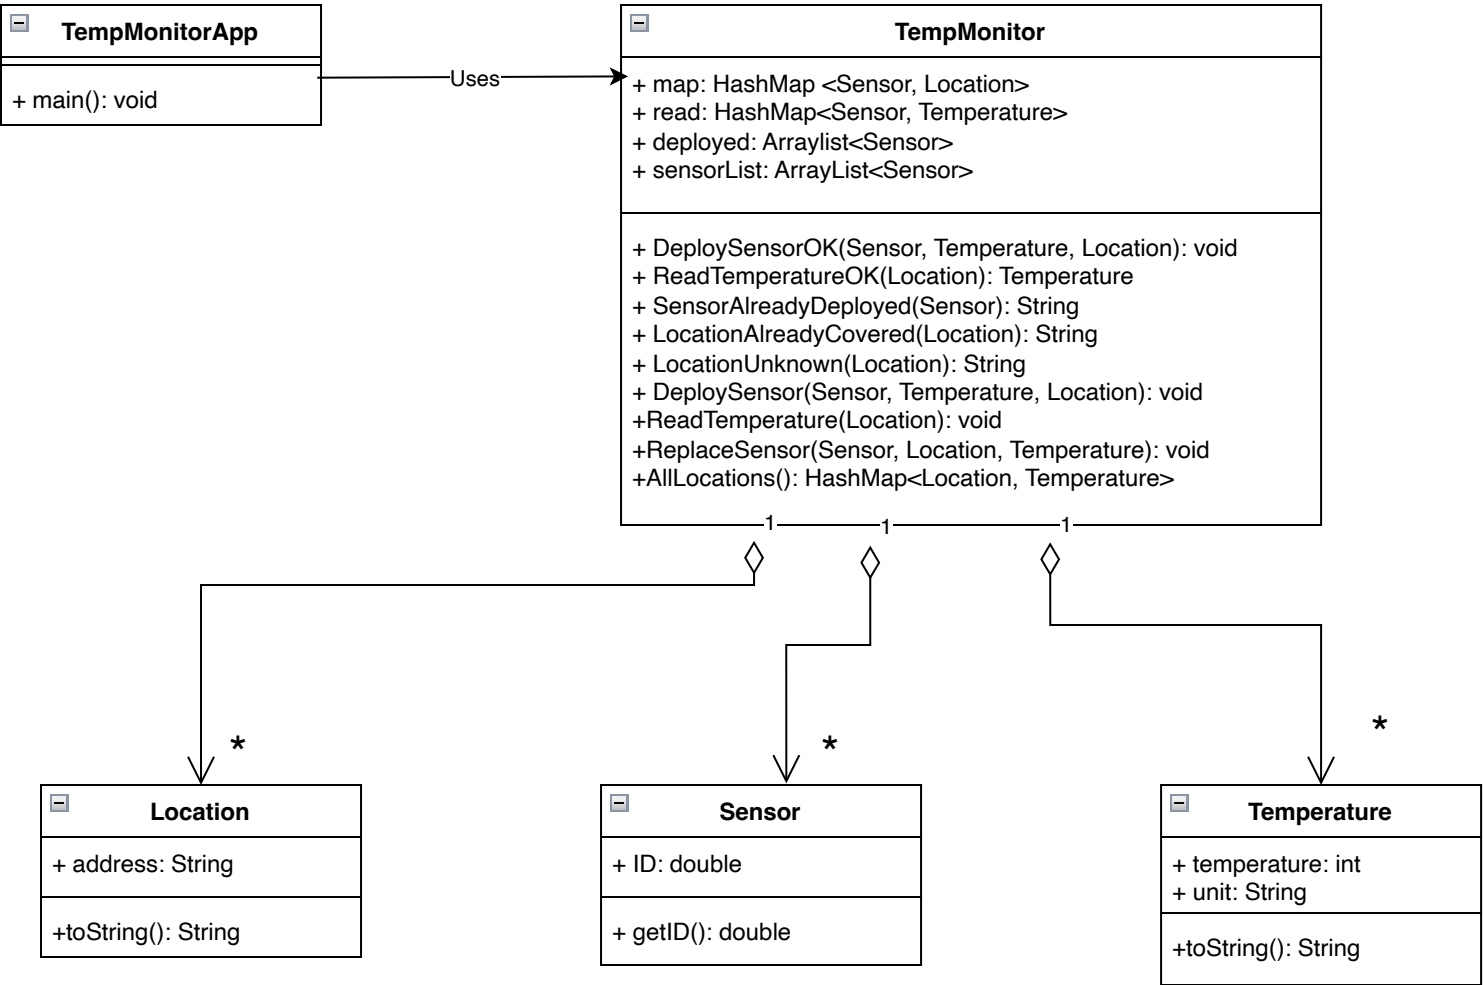 TempMonitorApp
+ main(): void
Uses
TempMonitor
+ map: HashMap <Sensor, Location>
+ read: HashMap<Sensor, Temperature>
+ deployed: Arraylist<Sensor>
+ sensorList: ArrayList<Sensor>
+ DeploySensorOK(Sensor, Temperature, Location): void
+ ReadTemperatureOK(Location): Temperature
+ SensorAlreadyDeployed(Sensor): String
+ LocationAlreadyCovered(Location): String
+ LocationUnknown(Location): String
+ DeploySensor(Sensor, Temperature, Location): void
+ReadTemperature(Location): void
+ReplaceSensor(Sensor, Location, Temperature): void
+AllLocations(): HashMap<Location, Temperature>
1
1
1
*
*
*
Location
+ address: String
+toString(): String
Sensor
+ ID: double
+ getID(): double
Temperature
+ temperature: int
+ unit: String
+toString(): String